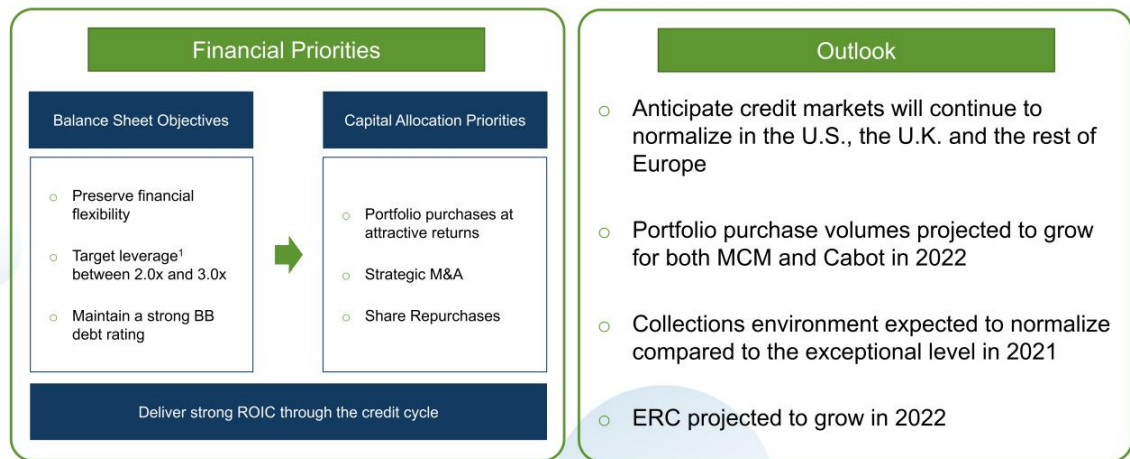 Financial Priorities
Balance Sheet Objectives
○ Preserve financial
flexibility
○ Target leverage¹
between 2.0x and 3.0x
○ Maintain a strong BB
debt rating
Capital Allocation Priorities
○ Portfolio purchases at
attractive returns
○ Strategic M&A
○ Share Repurchases
Deliver strong ROIC through the credit cycle
Outlook
○ Anticipate credit markets will continue to
normalize in the U.S., the U.K. and the rest of
Europe
○ Portfolio purchase volumes projected to grow
for both MCM and Cabot in 2022
○ Collections environment expected to normalize
compared to the exceptional level in 2021
○ ERC projected to grow in 2022